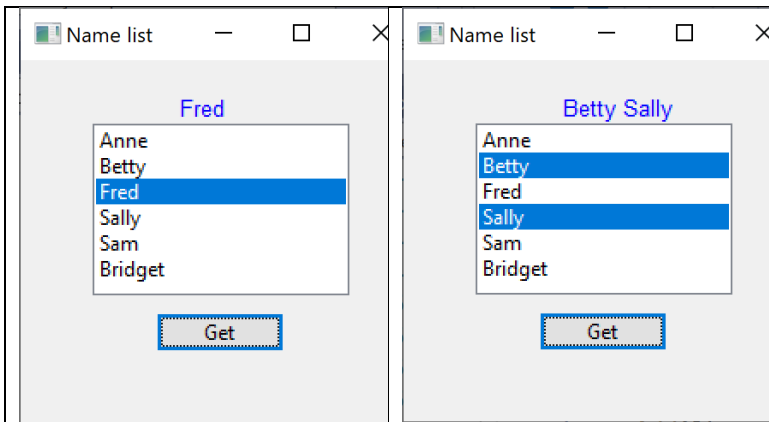 Name list
Fred
Anne
Betty
Fred
Sally
Sam
Bridget
Get
Name list
Betty Sally
Anne
Betty
Fred
Sally
Sam
Bridget
Get